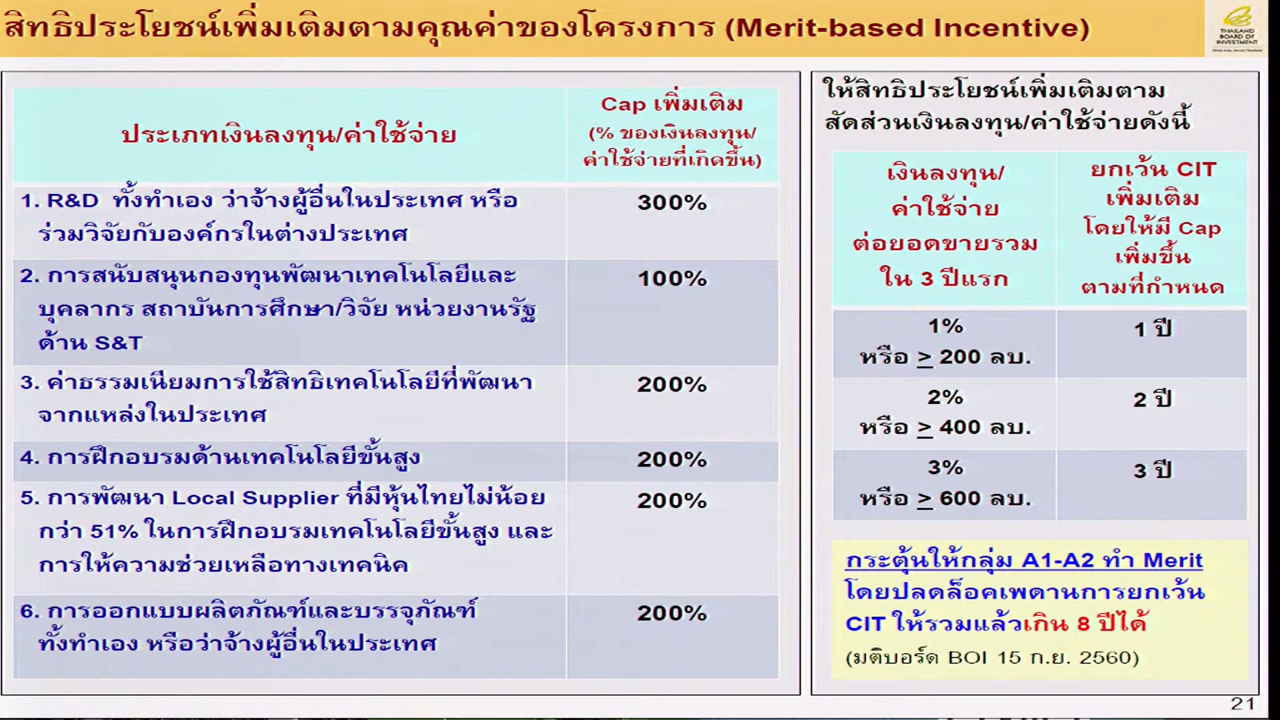 สิทธิประโยชน์เพิ่มเติมตามคุณค่าของโครงการ (Merit-based Incentive)
THAILAND
BOARD OF
INVESTMENT
ประเภทเงินลงทุน/ค่าใช้จ่าย
Cap เพิ่มเติม
(% ของเงินลงทุน/
ค่าใช้จ่ายที่เกิดขึ้น)
1. R&D ทั้งทำเอง ว่าจ้างผู้อื่นในประเทศ หรือ
ร่วมวิจัยกับองค์กรในต่างประเทศ
300%
2. การสนับสนุนกองทุนพัฒนาเทคโนโลยีและ
บุคลากร สถาบันการศึกษา/วิจัย หน่วยงานรัฐ
ด้าน S&T
100%
3. ค่าธรรมเนียมการใช้สิทธิเทคโนโลยีที่พัฒนา
จากแหล่งในประเทศ
200%
4. การฝึกอบรมด้านเทคโนโลยีขั้นสูง
200%
5. การพัฒนา Local Supplier ที่มีหุ้นไทยไม่น้อย
กว่า 51% ในการฝึกอบรมเทคโนโลยีขั้นสูง และ
การให้ความช่วยเหลือทางเทคนิค
200%
6. การออกแบบผลิตภัณฑ์และบรรจุภัณฑ์
ทั้งทำเอง หรือว่าจ้างผู้อื่นในประเทศ
200%
ให้สิทธิประโยชน์เพิ่มเติมตาม
สัดส่วนเงินลงทุน/ค่าใช้จ่ายดังนี้
เงินลงทุน/
ค่าใช้จ่าย
ต่อยอดขายรวม
ใน 3 ปีแรก
ยกเว้น CIT
เพิ่มเติม
โดยให้มี Cap
เพิ่มขึ้น
ตามที่กำหนด
1%
หรือ ≥ 200 ลบ.
1 ปี
2%
หรือ ≥ 400 ลบ.
2 ปี
3%
หรือ ≥ 600 ลบ.
3 ปี
กระตุ้นให้กลุ่ม A1-A2 ทำ Merit
โดยปลดล็อคเพดานการยกเว้น
CIT ให้รวมแล้วเกิน 8 ปีได้
(มติบอร์ด BOI 15 ก.ย. 2560)
21